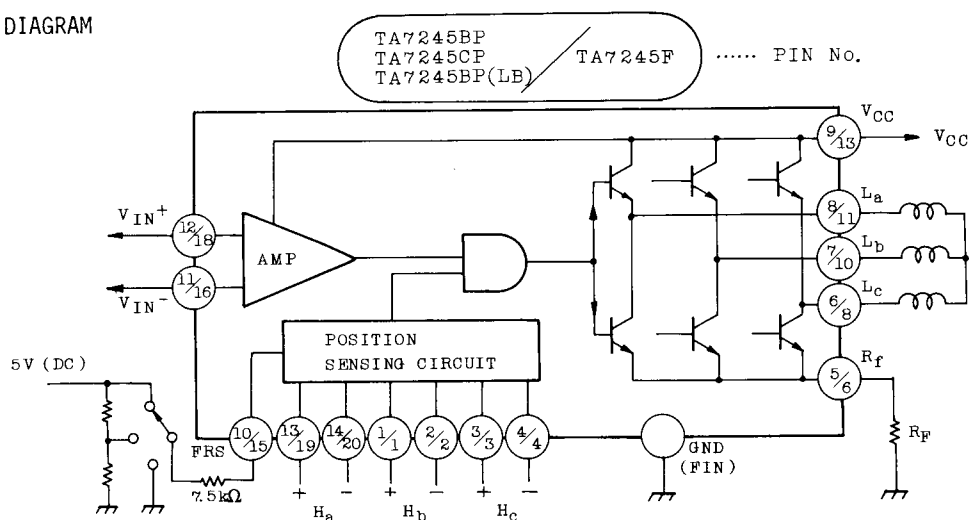 DIAGRAM
TA7245BP
TA7245CP
TA7245BP(LB)
TA7245F
...... PIN No.
VCC
9/13
VCC
La
8/11
VIN+
12/18
AMP
Lb
7/10
11/16
VIN-
Lc
6/8
POSITION
SENSING CIRCUIT
5V(DC)
Rf
5/6
FRS
10/15
13/19
14/20
1/1
2/2
3/3
4/4
GND
(FIN)
RF
7.5kΩ
+
-
+
-
+
-
Ha
Hb
Hc